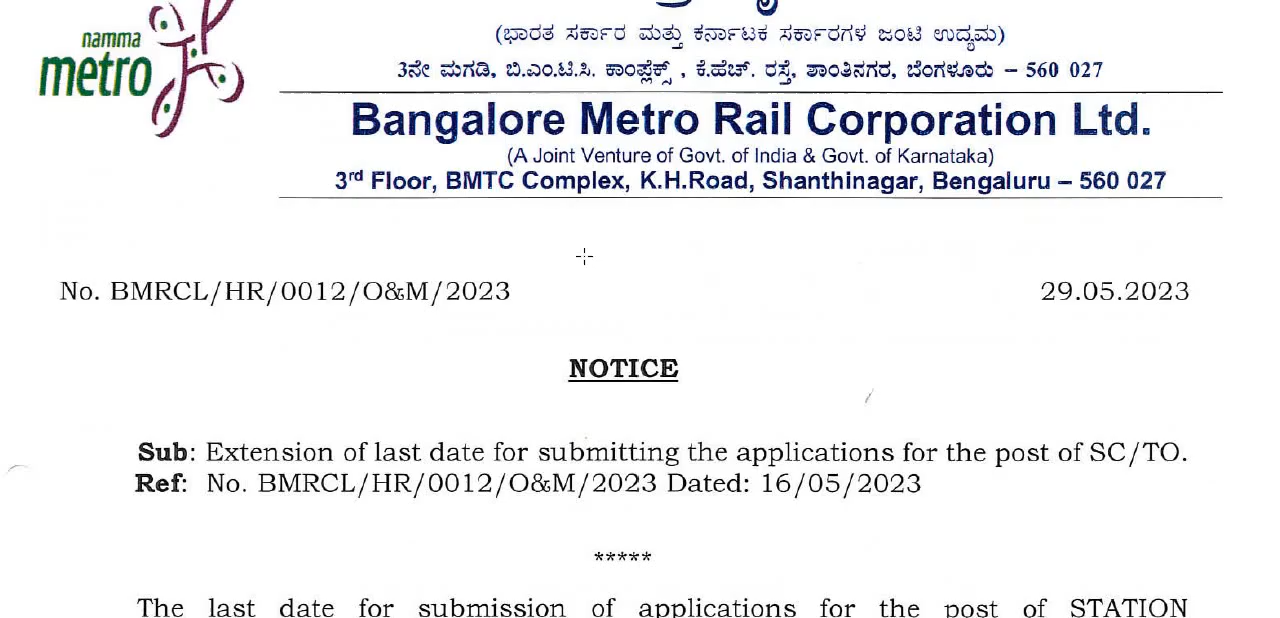 namma
metro
(ಭಾರತ ಸರ್ಕಾರ ಮತ್ತು ಕರ್ನಾಟಕ ಸರ್ಕಾರಗಳ ಜಂಟಿ ಉದ್ಯಮ)
3ನೇ ಮಗಡಿ, ಬಿ.ಎಂ.ಟಿ.ಸಿ. ಕಾಂಪ್ಲೆಕ್ಸ್ , ಕೆ.ಹೆಚ್. ರಸ್ತೆ, ಶಾಂತಿನಗರ, ಬೆಂಗಳೂರು – 560 027
Bangalore Metro Rail Corporation Ltd.
(A Joint Venture of Govt. of India & Govt. of Karnataka)
3rd Floor, BMTC Complex, K.H.Road, Shanthinagar, Bengaluru – 560 027
No. BMRCL/HR/0012/O&M/2023 29.05.2023
NOTICE
Sub: Extension of last date for submitting the applications for the post of SC/TO.
Ref: No. BMRCL/HR/0012/O&M/2023 Dated: 16/05/2023
*****
The last date for submission of applications for the post of STATION